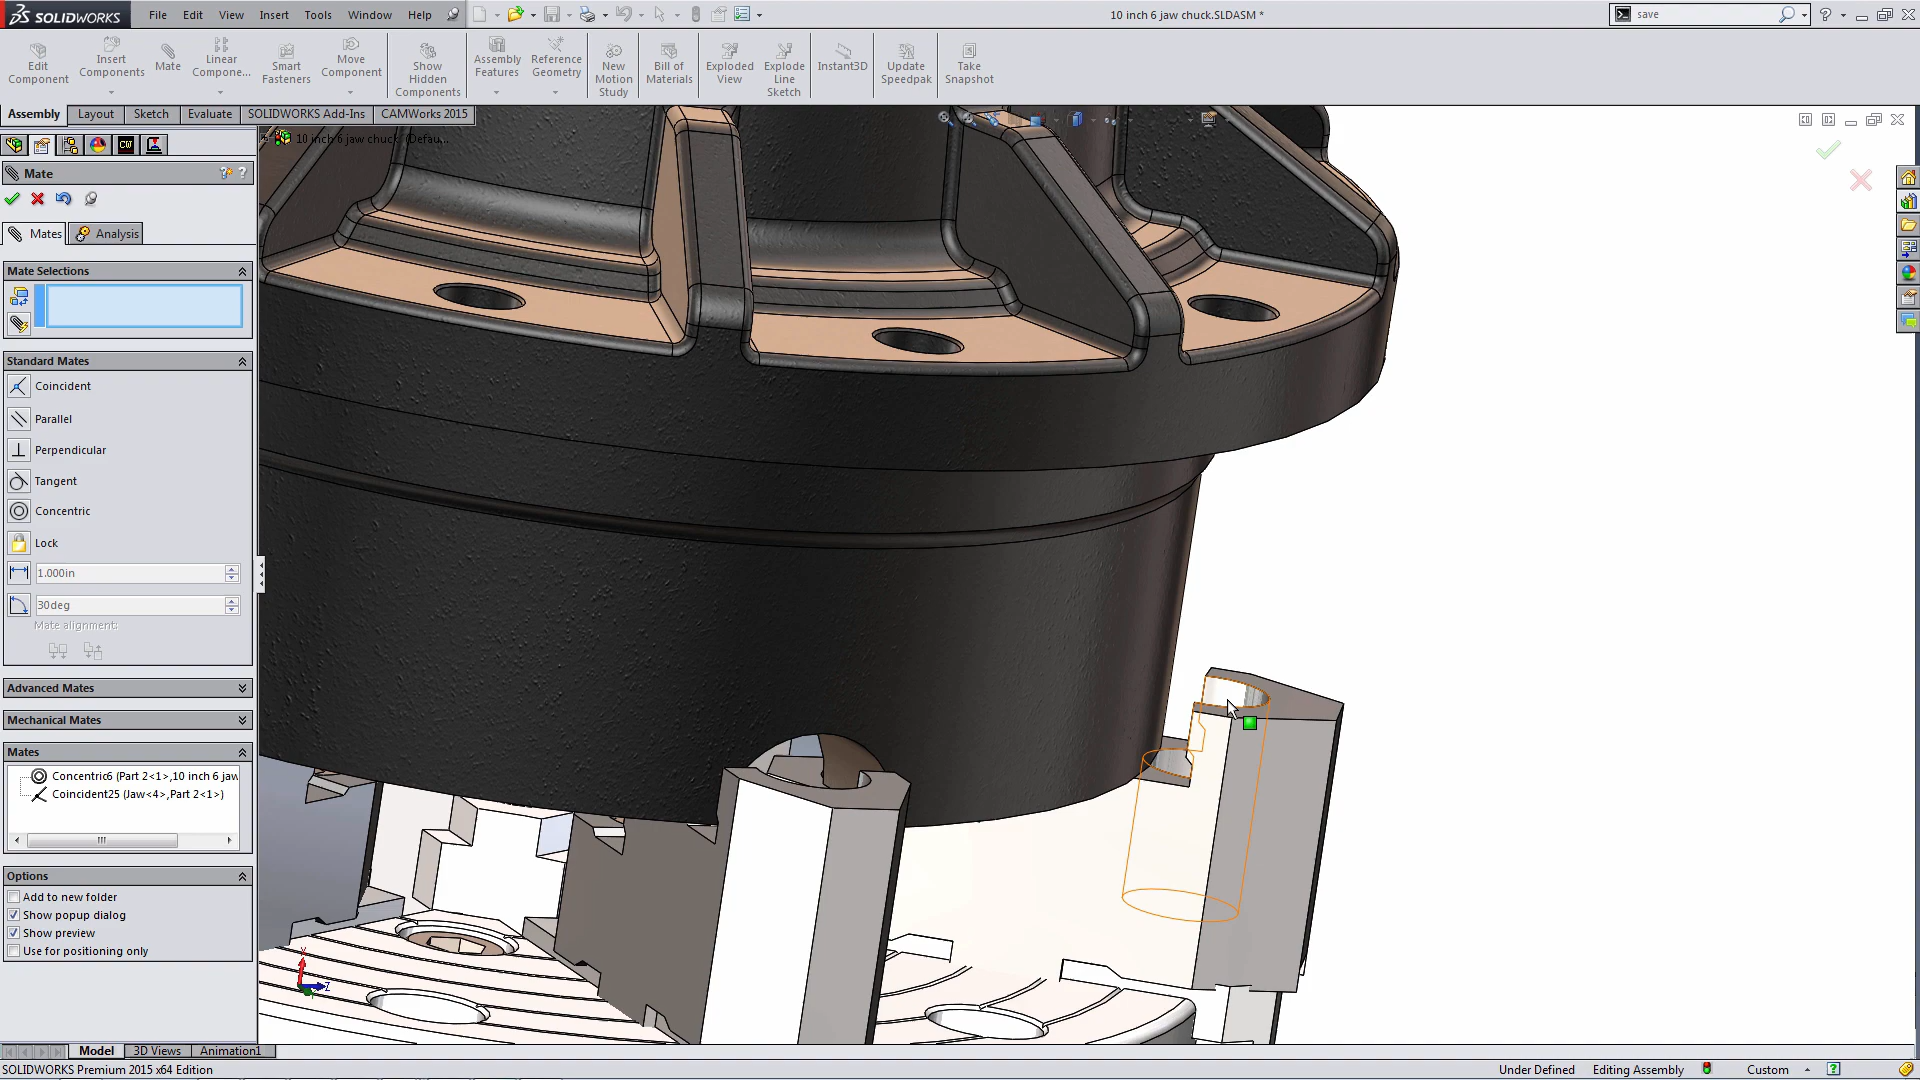 SOLIDWORKS File Edit View Insert Tools Window Help 10 inch 6 jaw chuck.SLDASM * save
Edit Component
Insert Components
Mate
Linear Compone...
Smart Fasteners
Move Component
Show Hidden Components
Assembly Features
Reference Geometry
New Motion Study
Bill of Materials
Exploded View
Explode Line Sketch
Instant3D
Update Speedpak
Take Snapshot
Assembly Layout Sketch Evaluate SOLIDWORKS Add-Ins CAMWorks 2015
10 inch 6 jaw chuck (Defau...
CW
Mate
Mates Analysis
Mate Selections
Standard Mates
Coincident
Parallel
Perpendicular
Tangent
Concentric
Lock
1.000in
30deg
Mate alignment:
Advanced Mates
Mechanical Mates
Mates
Concentric6 (Part 2<1>,10 inch 6 jaw
Coincident25 (Jaw<4>,Part 2<1>)
Options
Add to new folder
Show popup dialog
Show preview
Use for positioning only
Y
Z
Model 3D Views Animation1
SOLIDWORKS Premium 2015 x64 Edition Under Defined Editing Assembly Custom